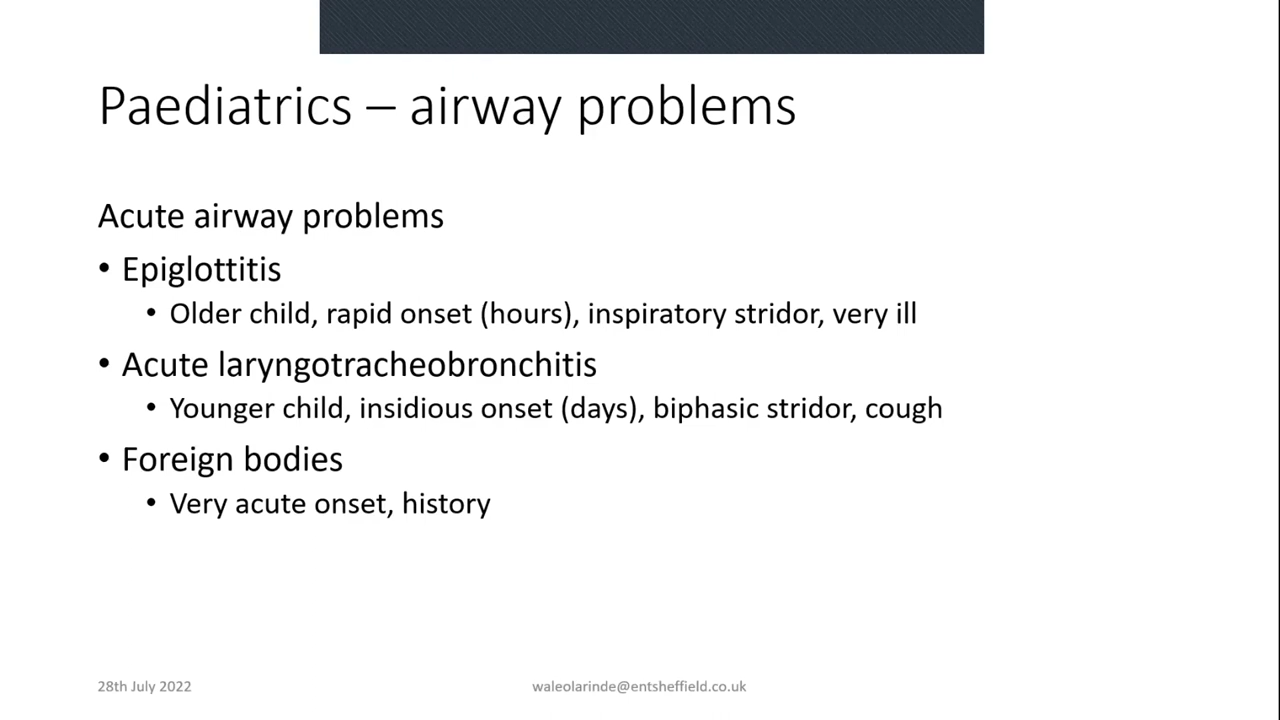 Paediatrics – airway problems
Acute airway problems
• Epiglottitis
• Older child, rapid onset (hours), inspiratory stridor, very ill
• Acute laryngotracheobronchitis
• Younger child, insidious onset (days), biphasic stridor, cough
• Foreign bodies
• Very acute onset, history
28th July 2022
waleolarinde@entsheffield.co.uk